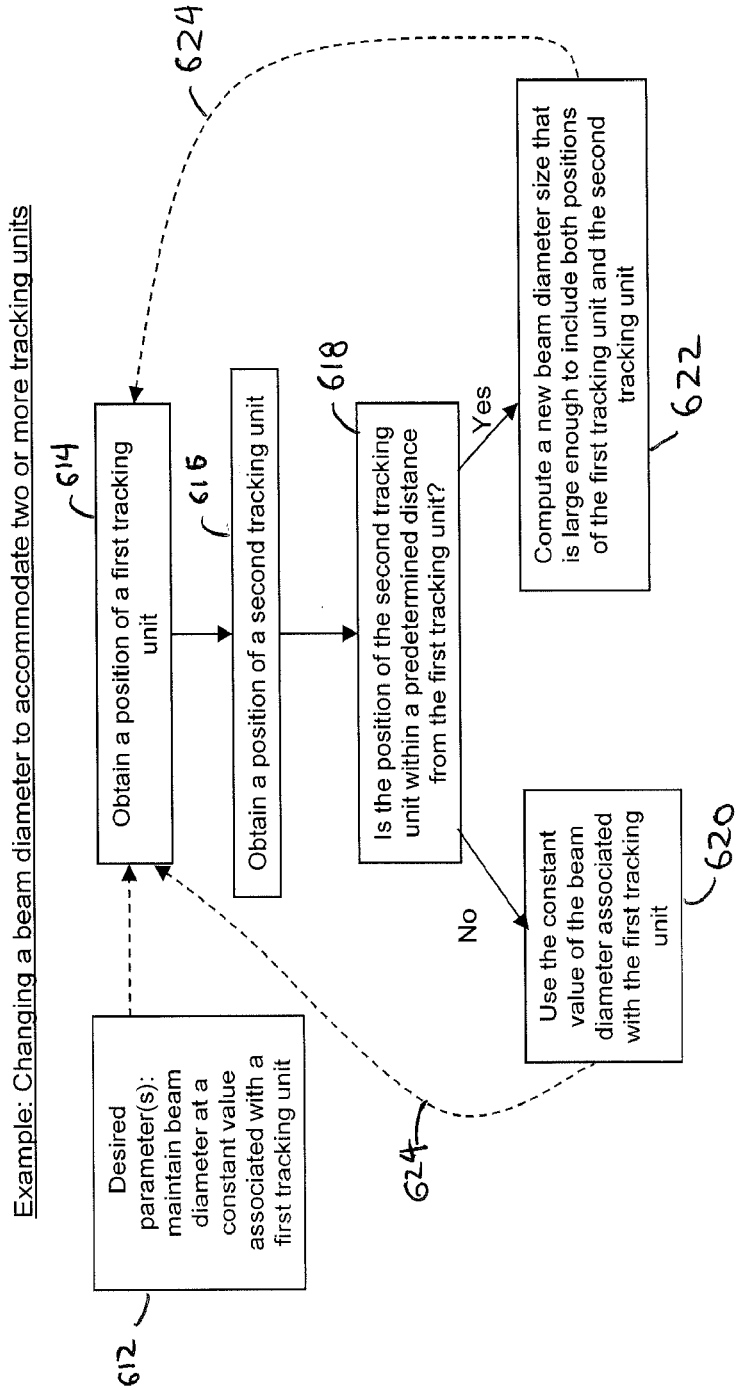 Example: Changing a beam diameter to accommodate two or more tracking units
612
Desired
parameter(s):
maintain beam
diameter at a
constant value
associated with a
first tracking unit
614
Obtain a position of a first tracking
unit
616
Obtain a position of a second tracking unit
618
Is the position of the second tracking
unit within a predetermined distance
from the first tracking unit?
No
Yes
620
Use the constant
value of the beam
diameter associated
with the first tracking
unit
622
Compute a new beam diameter size that
is large enough to include both positions
of the first tracking unit and the second
tracking unit
624
624